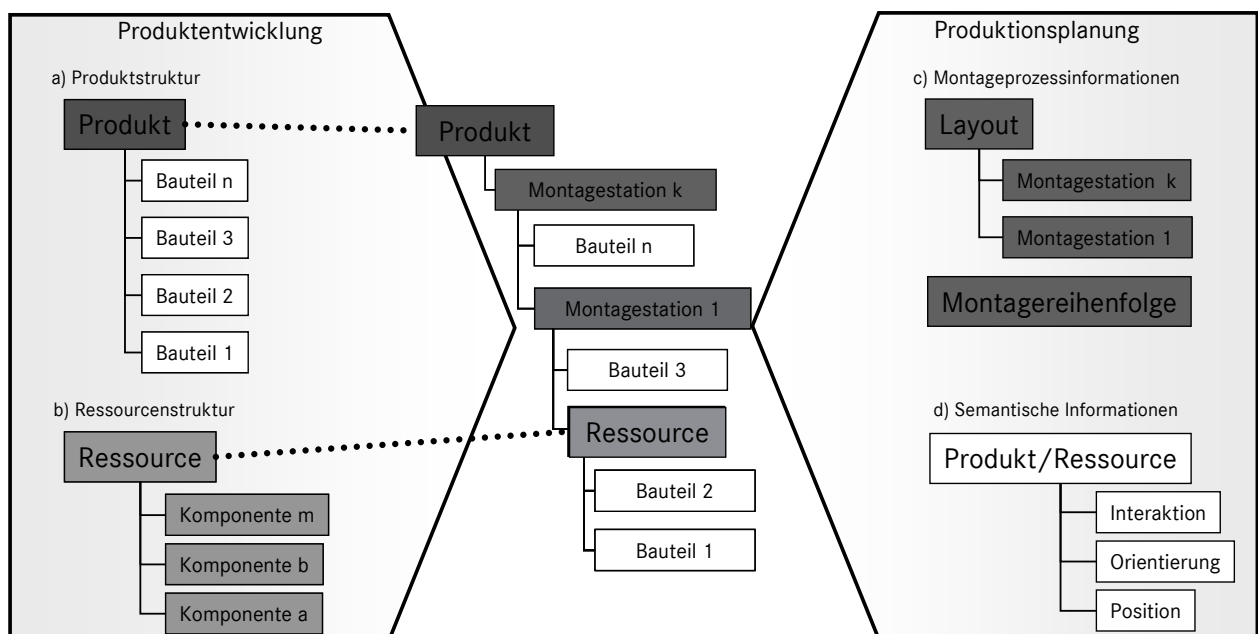 Produktentwicklung
a) Produktstruktur
Produkt
Bauteil n
Bauteil 3
Bauteil 2
Bauteil 1
b) Ressourcenstruktur
Ressource
Komponente m
Komponente b
Komponente a
Produkt
Montagestation k
Bauteil n
Montagestation 1
Bauteil 3
Ressource
Bauteil 2
Bauteil 1
Produktionsplanung
c) Montageprozessinformationen
Layout
Montagestation k
Montagestation 1
Montagereihenfolge
d) Semantische Informationen
Produkt/Ressource
Interaktion
Orientierung
Position